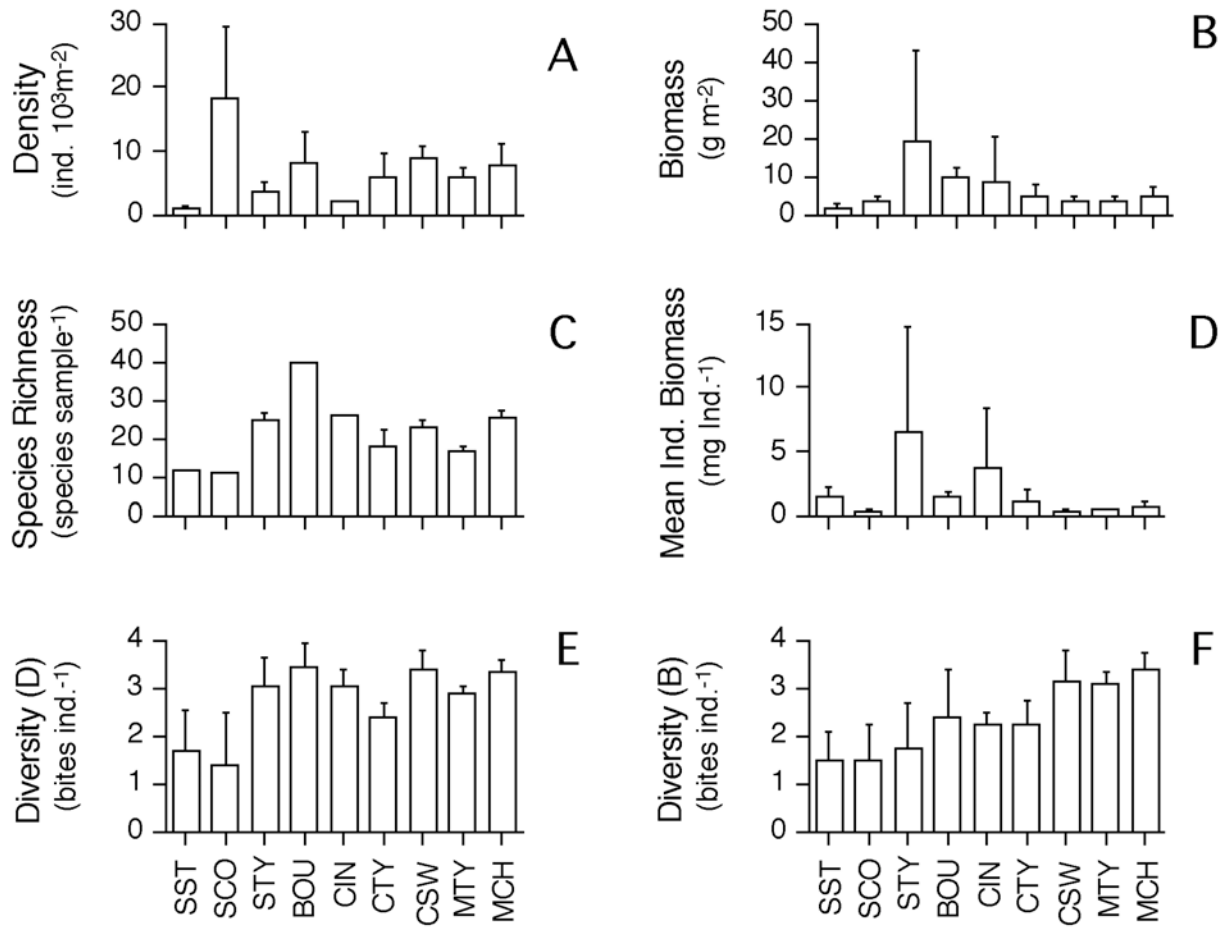 A
Density
(ind. 10³m⁻²)
30
20
10
0
B
Biomass
(g m⁻²)
50
40
30
20
10
0
C
Species Richness
(species sample⁻¹)
50
40
30
20
10
0
D
Mean Ind. Biomass
(mg Ind.⁻¹)
15
10
5
0
E
Diversity (D)
(bites ind.⁻¹)
4
3
2
1
0
SST
SCO
STY
BOU
CIN
CTY
CSW
MTY
MCH
F
Diversity (B)
(bites ind.⁻¹)
4
3
2
1
0
SST
SCO
STY
BOU
CIN
CTY
CSW
MTY
MCH